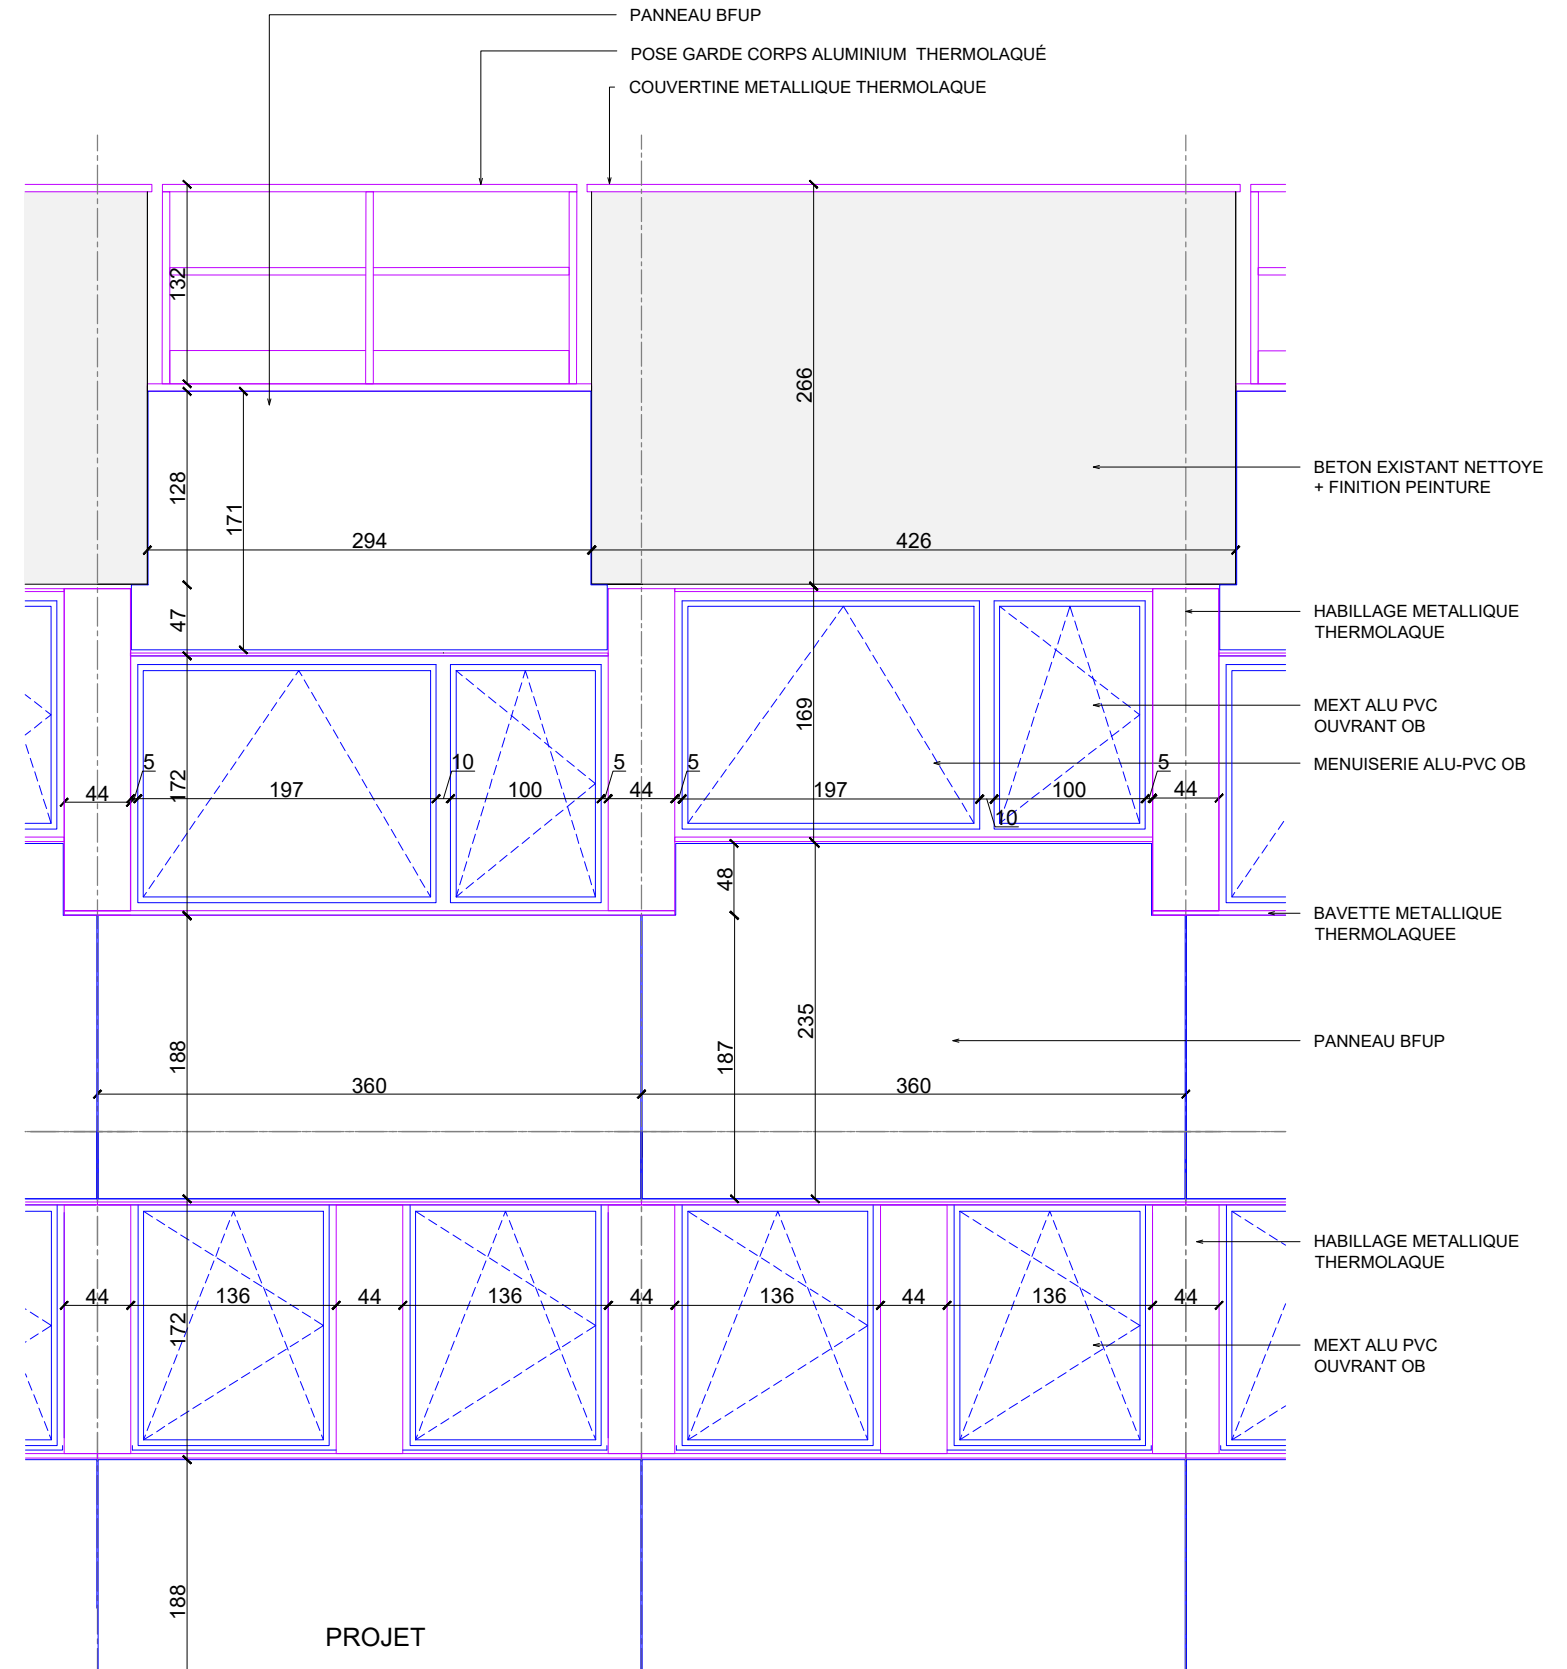 PANNEAU BFUP
POSE GARDE CORPS ALUMINIUM THERMOLAQUÉ
COUVERTINE METALLIQUE THERMOLAQUE
132
266
BETON EXISTANT NETTOYE
+ FINITION PEINTURE
128
171
294
426
47
HABILLAGE METALLIQUE
THERMOLAQUE
169
MEXT ALU PVC
OUVRANT OB
MENUISERIE ALU-PVC OB
44
5
172
197
10
100
5
44
5
197
10
100
5
44
48
BAVETTE METALLIQUE
THERMOLAQUEE
188
187
235
PANNEAU BFUP
360
360
HABILLAGE METALLIQUE
THERMOLAQUE
44
136
44
136
44
136
44
136
44
172
MEXT ALU PVC
OUVRANT OB
188
PROJET